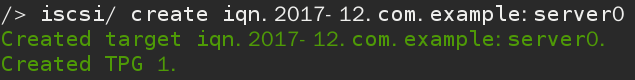 /> iscsi/ create iqn.2017-12.com.example:server0
Created target iqn.2017-12.com.example:server0.
Created TPG 1.